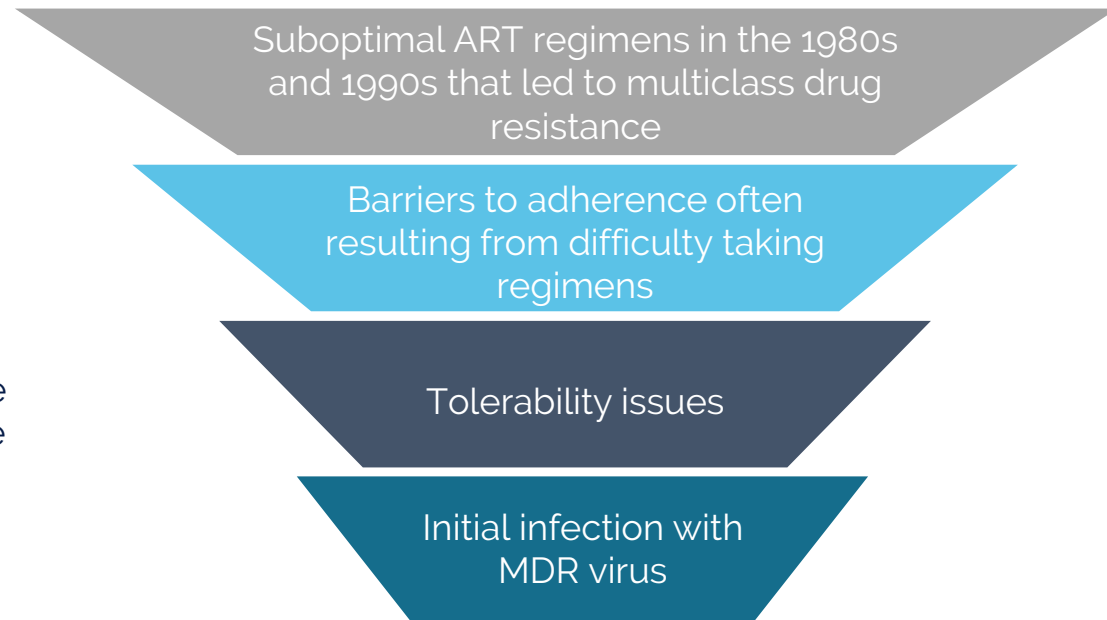 Suboptimal ART regimens in the 1980s
and 1990s that led to multiclass drug
resistance
Barriers to adherence often
resulting from difficulty taking
regimens
Tolerability issues
Initial infection with
MDR virus
e
e